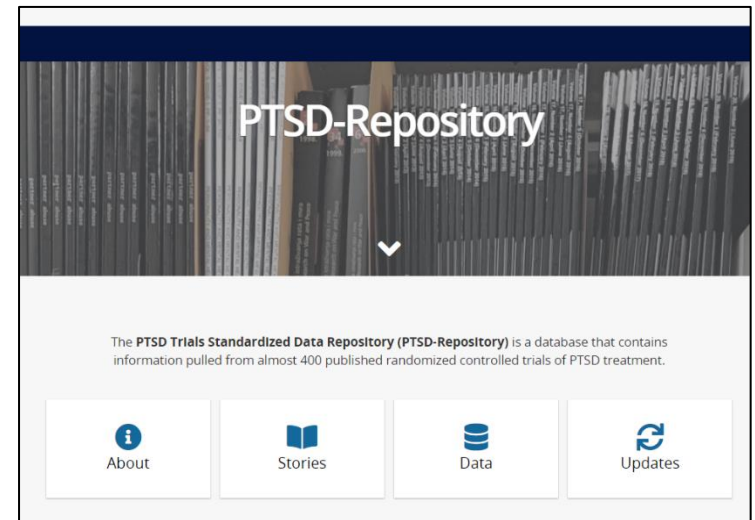 PTSD-Repository
The PTSD Trials Standardized Data Repository (PTSD-Repository) is a database that contains
information pulled from almost 400 published randomized controlled trials of PTSD treatment.
About
Stories
Data
Updates